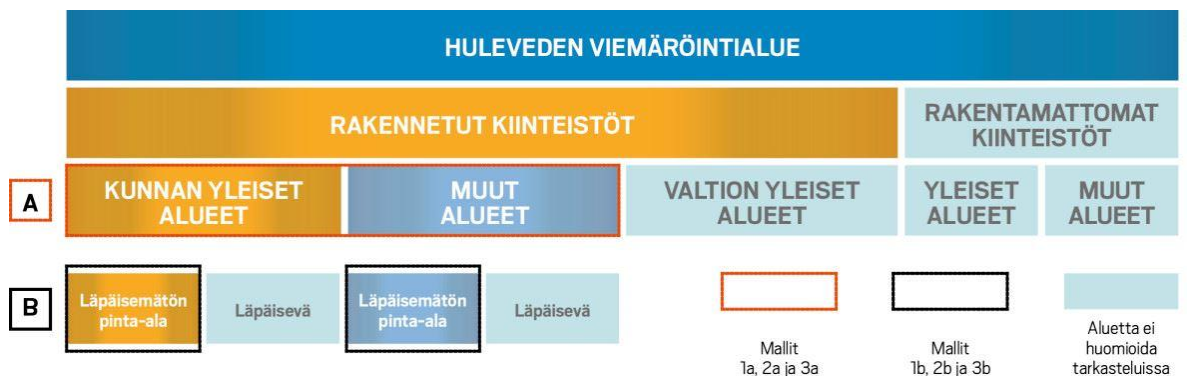 HULEVEDEN VIEMÄRÖINTIALUE
RAKENNETUT KIINTEISTÖT
RAKENTAMATTOMAT
KIINTEISTÖT
A
KUNNAN YLEISET
ALUEET
MUUT
ALUEET
VALTION YLEISET
ALUEET
YLEISET
ALUEET
MUUT
ALUEET
B
Läpäisemätön
pinta-ala
Läpäisevä
Läpäisemätön
pinta-ala
Läpäisevä
Mallit
1a, 2a ja 3a
Mallit
1b, 2b ja 3b
Aluetta ei
huomioida
tarkasteluissa